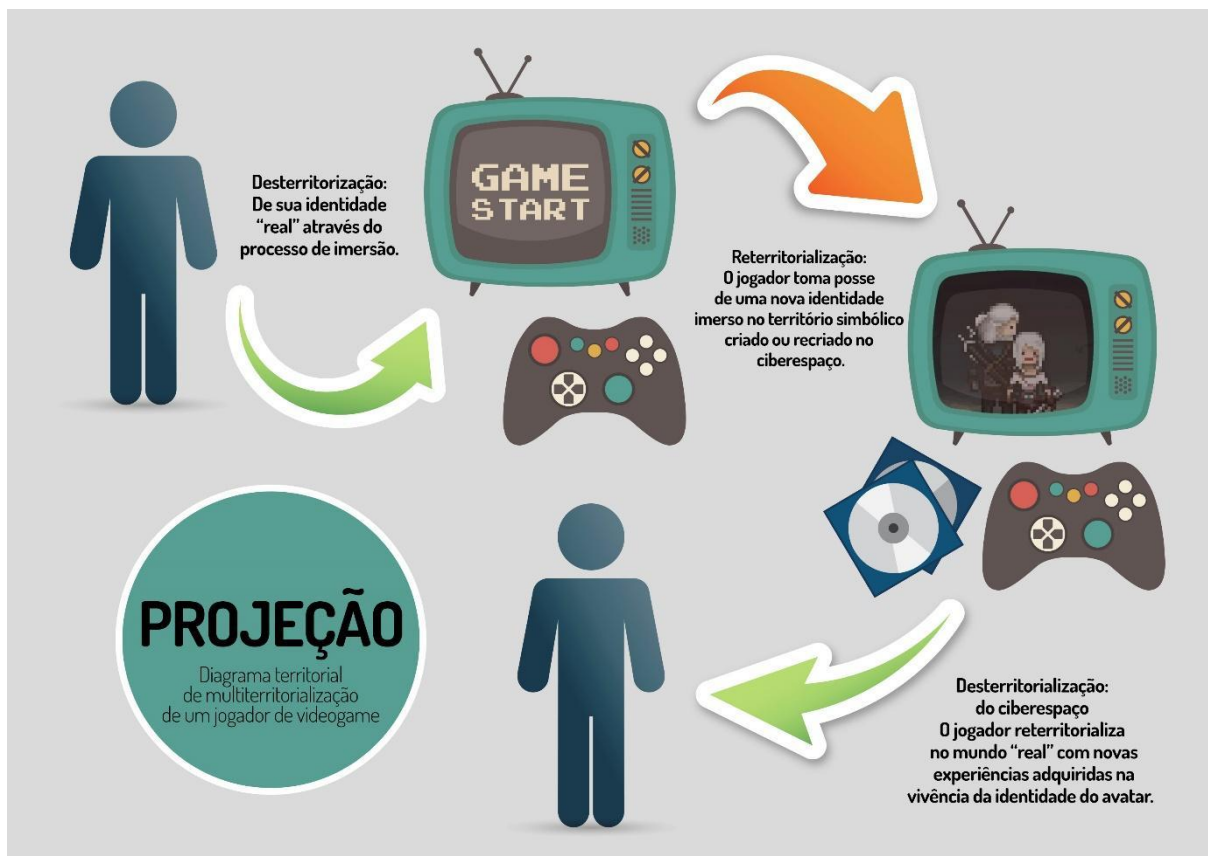 Desterritorização:
De sua identidade
“real” através do
processo de imersão.
GAME
START
Reterritorialização:
O jogador toma posse
de uma nova identidade
imerso no território simbólico
criado ou recriado no
ciberespaço.
PROJEÇÃO
Diagrama territorial
de multiterritorialização
de um jogador de videogame
Desterritorialização:
do ciberespaço
O jogador reterritorializa
no mundo “real” com novas
experiências adquiridas na
vivência da identidade do avatar.